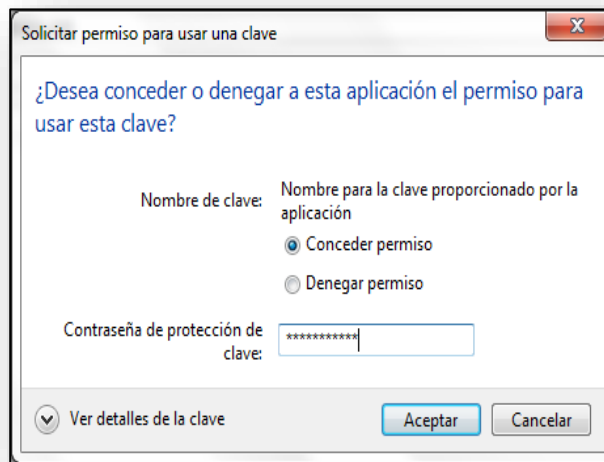 Solicitar permiso para usar una clave
X
¿Desea conceder o denegar a esta aplicación el permiso para
usar esta clave?
Nombre de clave:
Nombre para la clave proporcionado por la
aplicación
Conceder permiso
Denegar permiso
Contraseña de protección de
clave:
***********
Ver detalles de la clave
Aceptar
Cancelar